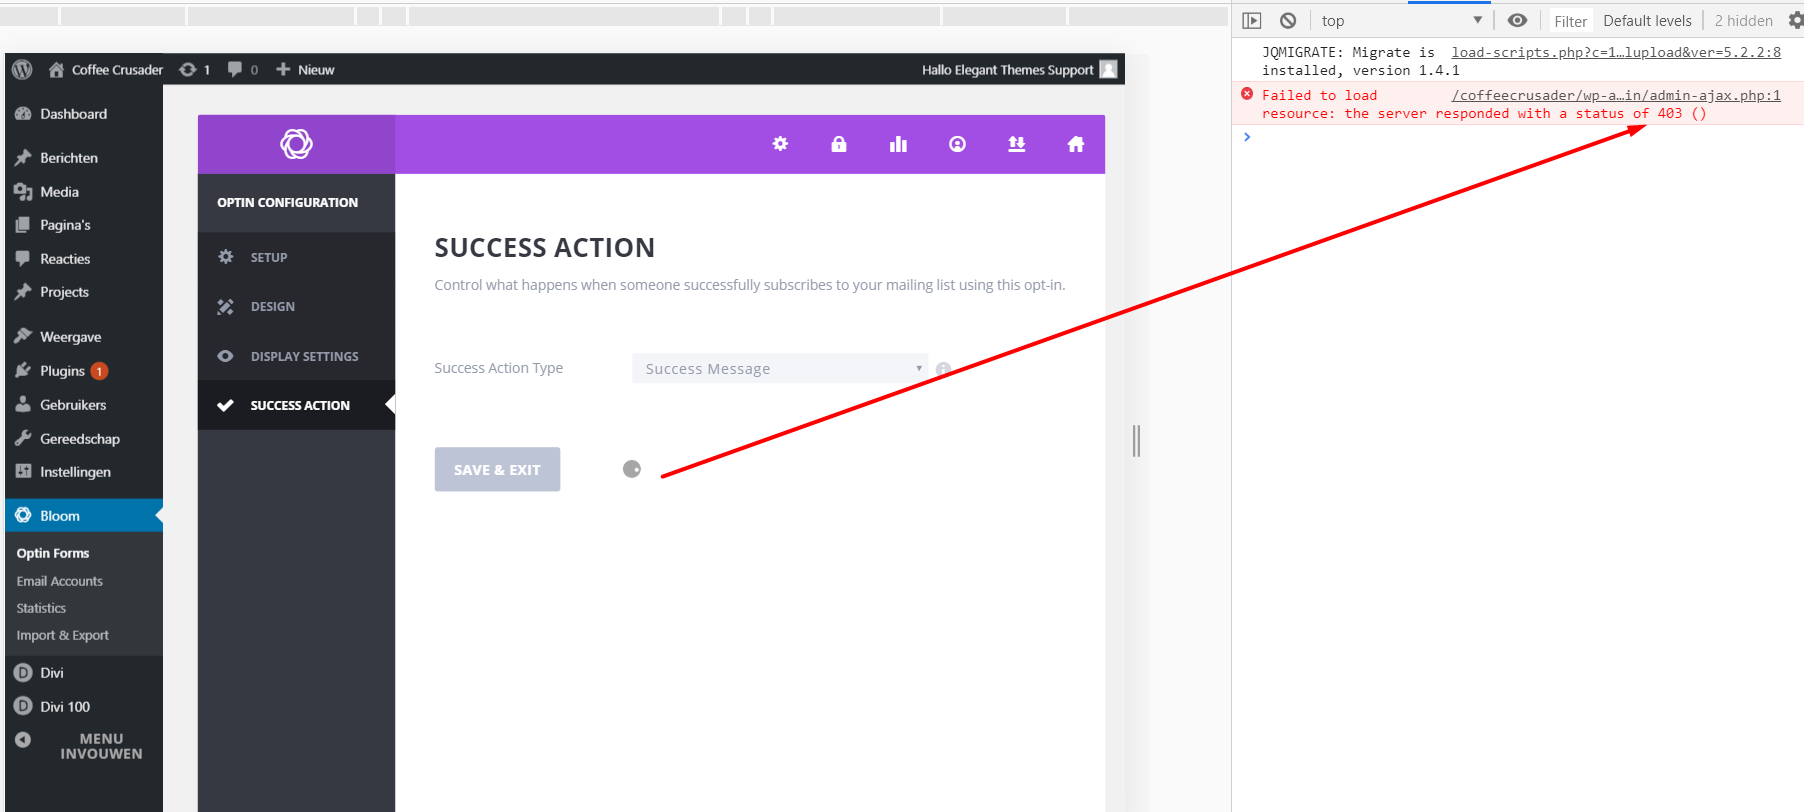 Coffee Crusader
1
0
Nieuw
Hallo Elegant Themes Support
Dashboard
Berichten
Media
Pagina's
Reacties
Projects
Weergave
Plugins 1
Gebruikers
Gereedschap
Instellingen
Bloom
Optin Forms
Email Accounts
Statistics
Import & Export
Divi
Divi 100
MENU
INVOUWEN
OPTIN CONFIGURATION
SETUP
DESIGN
DISPLAY SETTINGS
SUCCESS ACTION
SUCCESS ACTION
Control what happens when someone successfully subscribes to your mailing list using this opt-in.
Success Action Type
Success Message
SAVE & EXIT
top
Filter
Default levels
2 hidden
JQMIGRATE: Migrate is load-scripts.php?c=1…lupload&ver=5.2.2:8
installed, version 1.4.1
Failed to load /coffeecrusader/wp-a…in/admin-ajax.php:1
resource: the server responded with a status of 403 ()